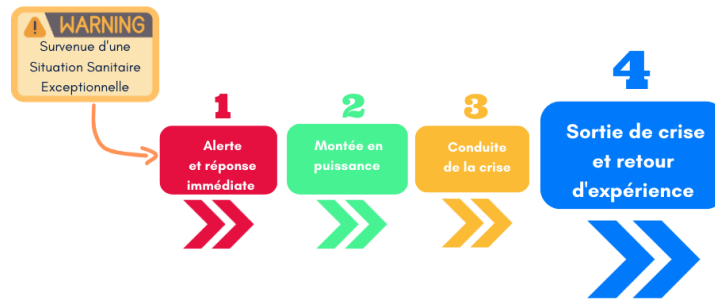 WARNING
Survenue d'une
Situation Sanitaire
Exceptionnelle
1
Alerte
et réponse
immédiate
2
Montée en
puissance
3
Conduite
de la crise
4
Sortie de crise
et retour
d'expérience